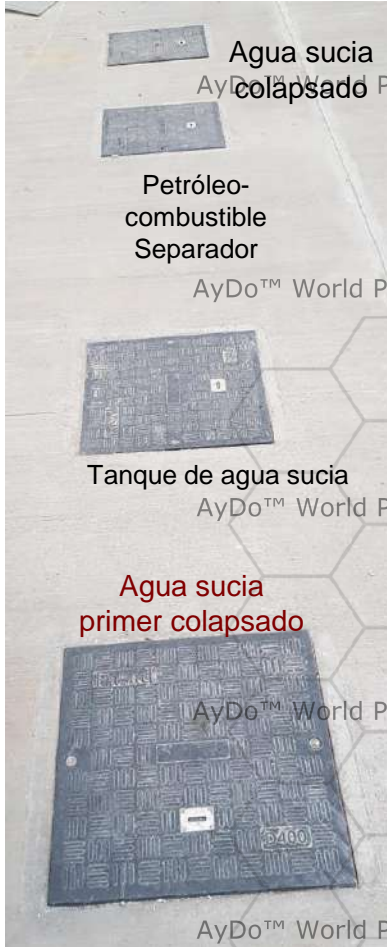 Agua sucia
colapsado
AyDo™ World P
Petróleo-
combustible
Separador
AyDo™ World P
Tanque de agua sucia
AyDo™ World P
Agua sucia
primer colapsado
AyDo™ World P
D400
AyDo™ World P